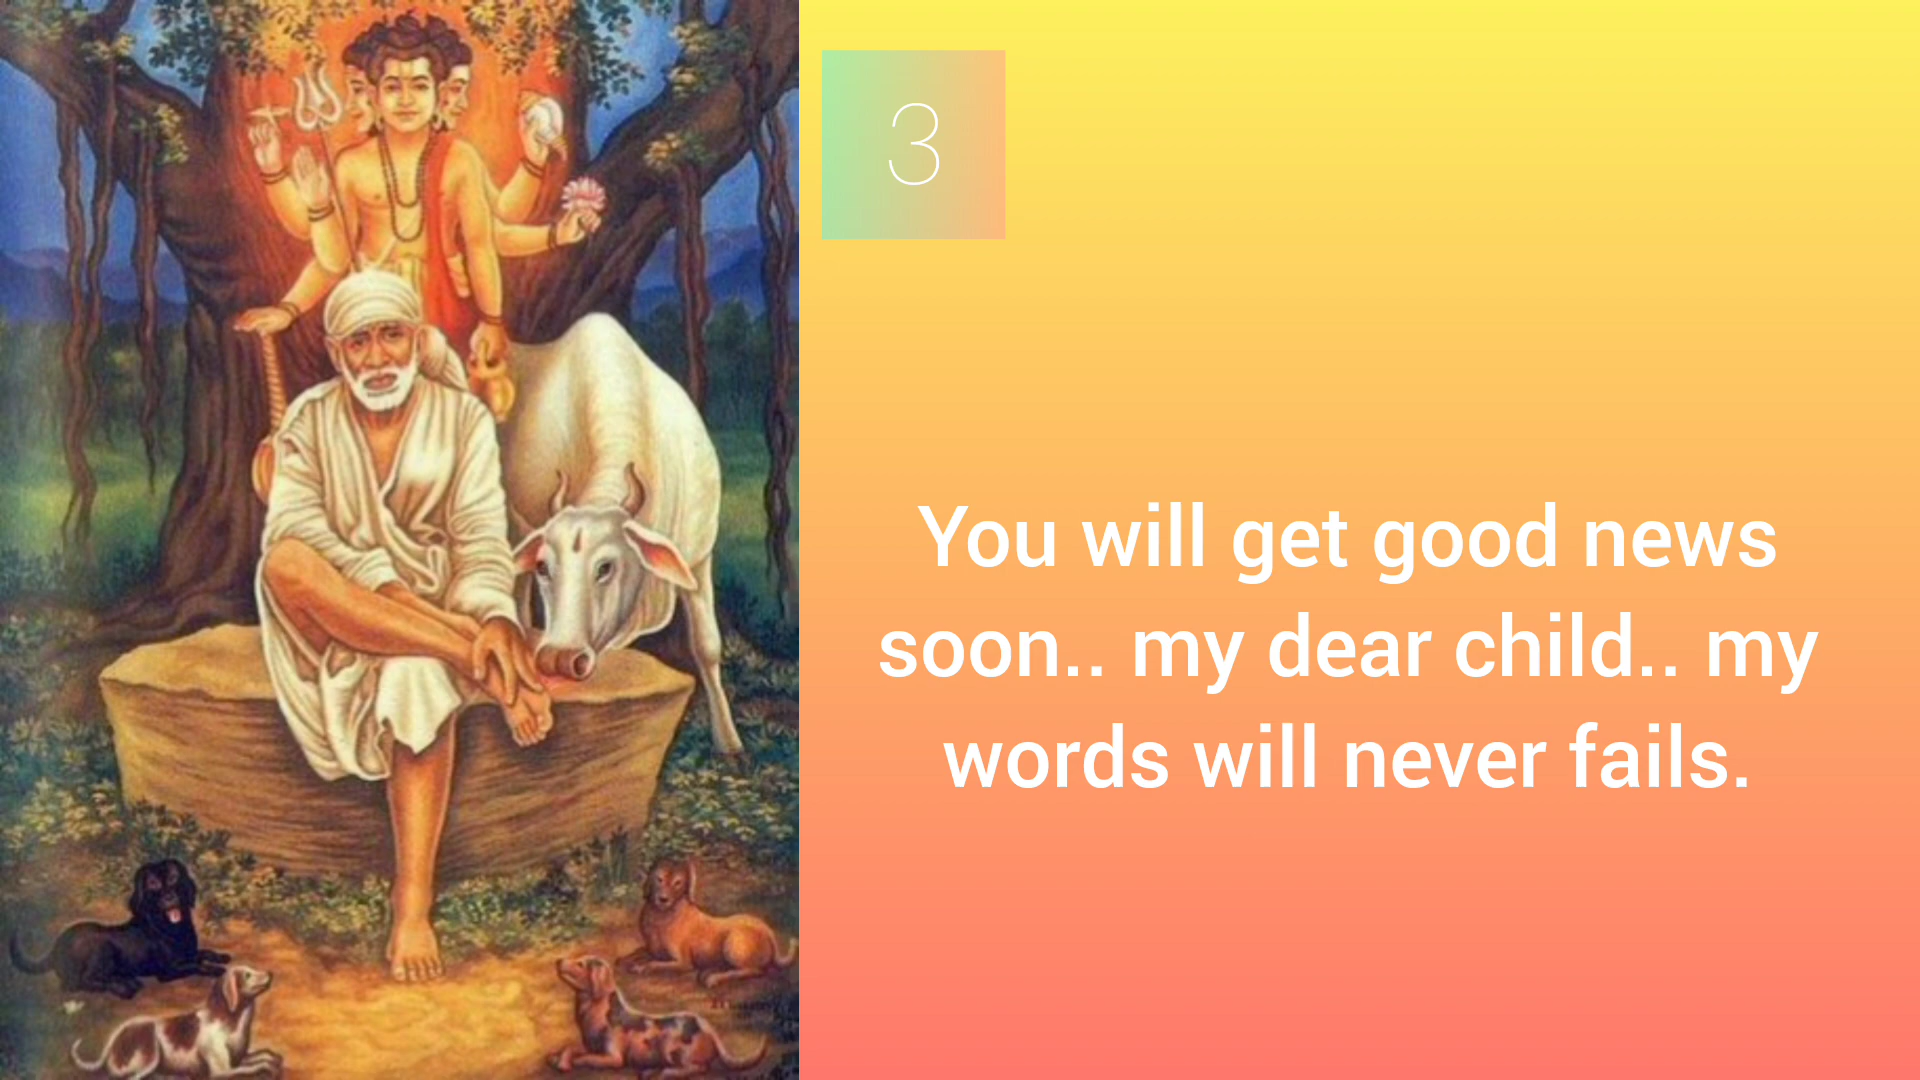 3
You will get good news
soon.. my dear child.. my
words will never fails.